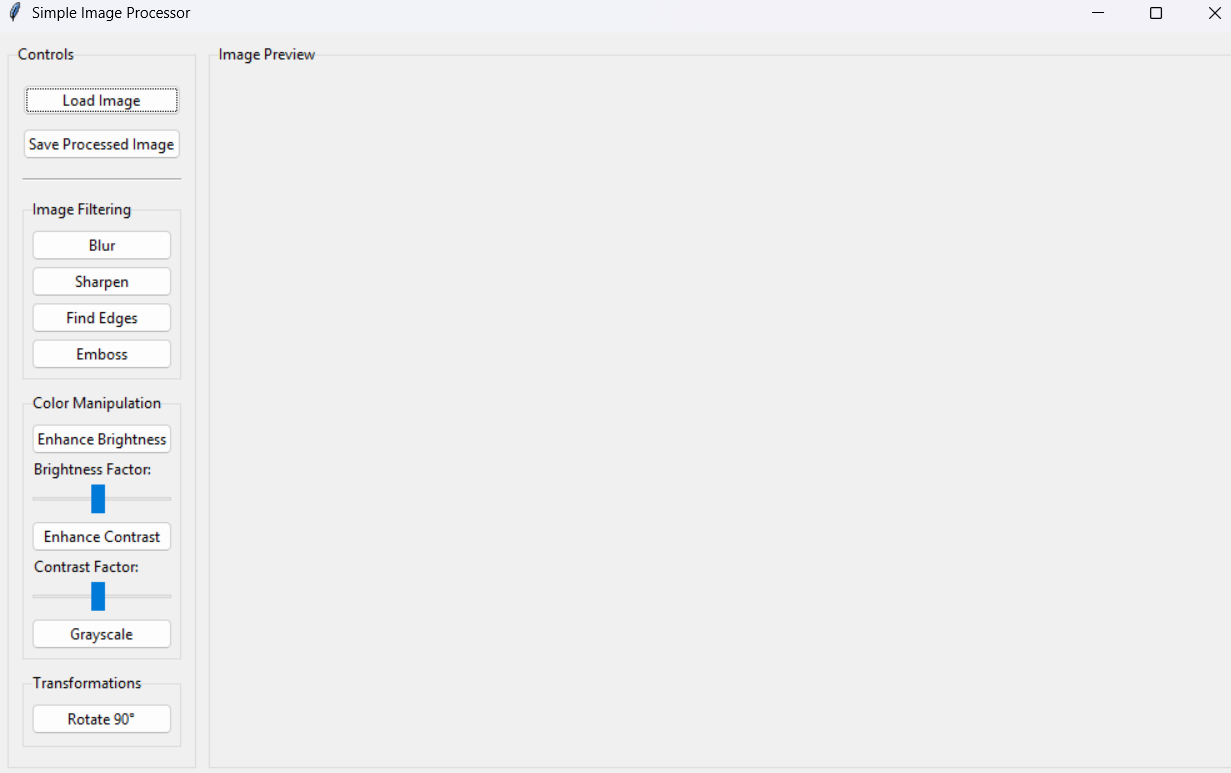 Simple Image Processor
Controls
Load Image
Save Processed Image
Image Filtering
Blur
Sharpen
Find Edges
Emboss
Color Manipulation
Enhance Brightness
Brightness Factor:
Enhance Contrast
Contrast Factor:
Grayscale
Transformations
Rotate 90°
Image Preview